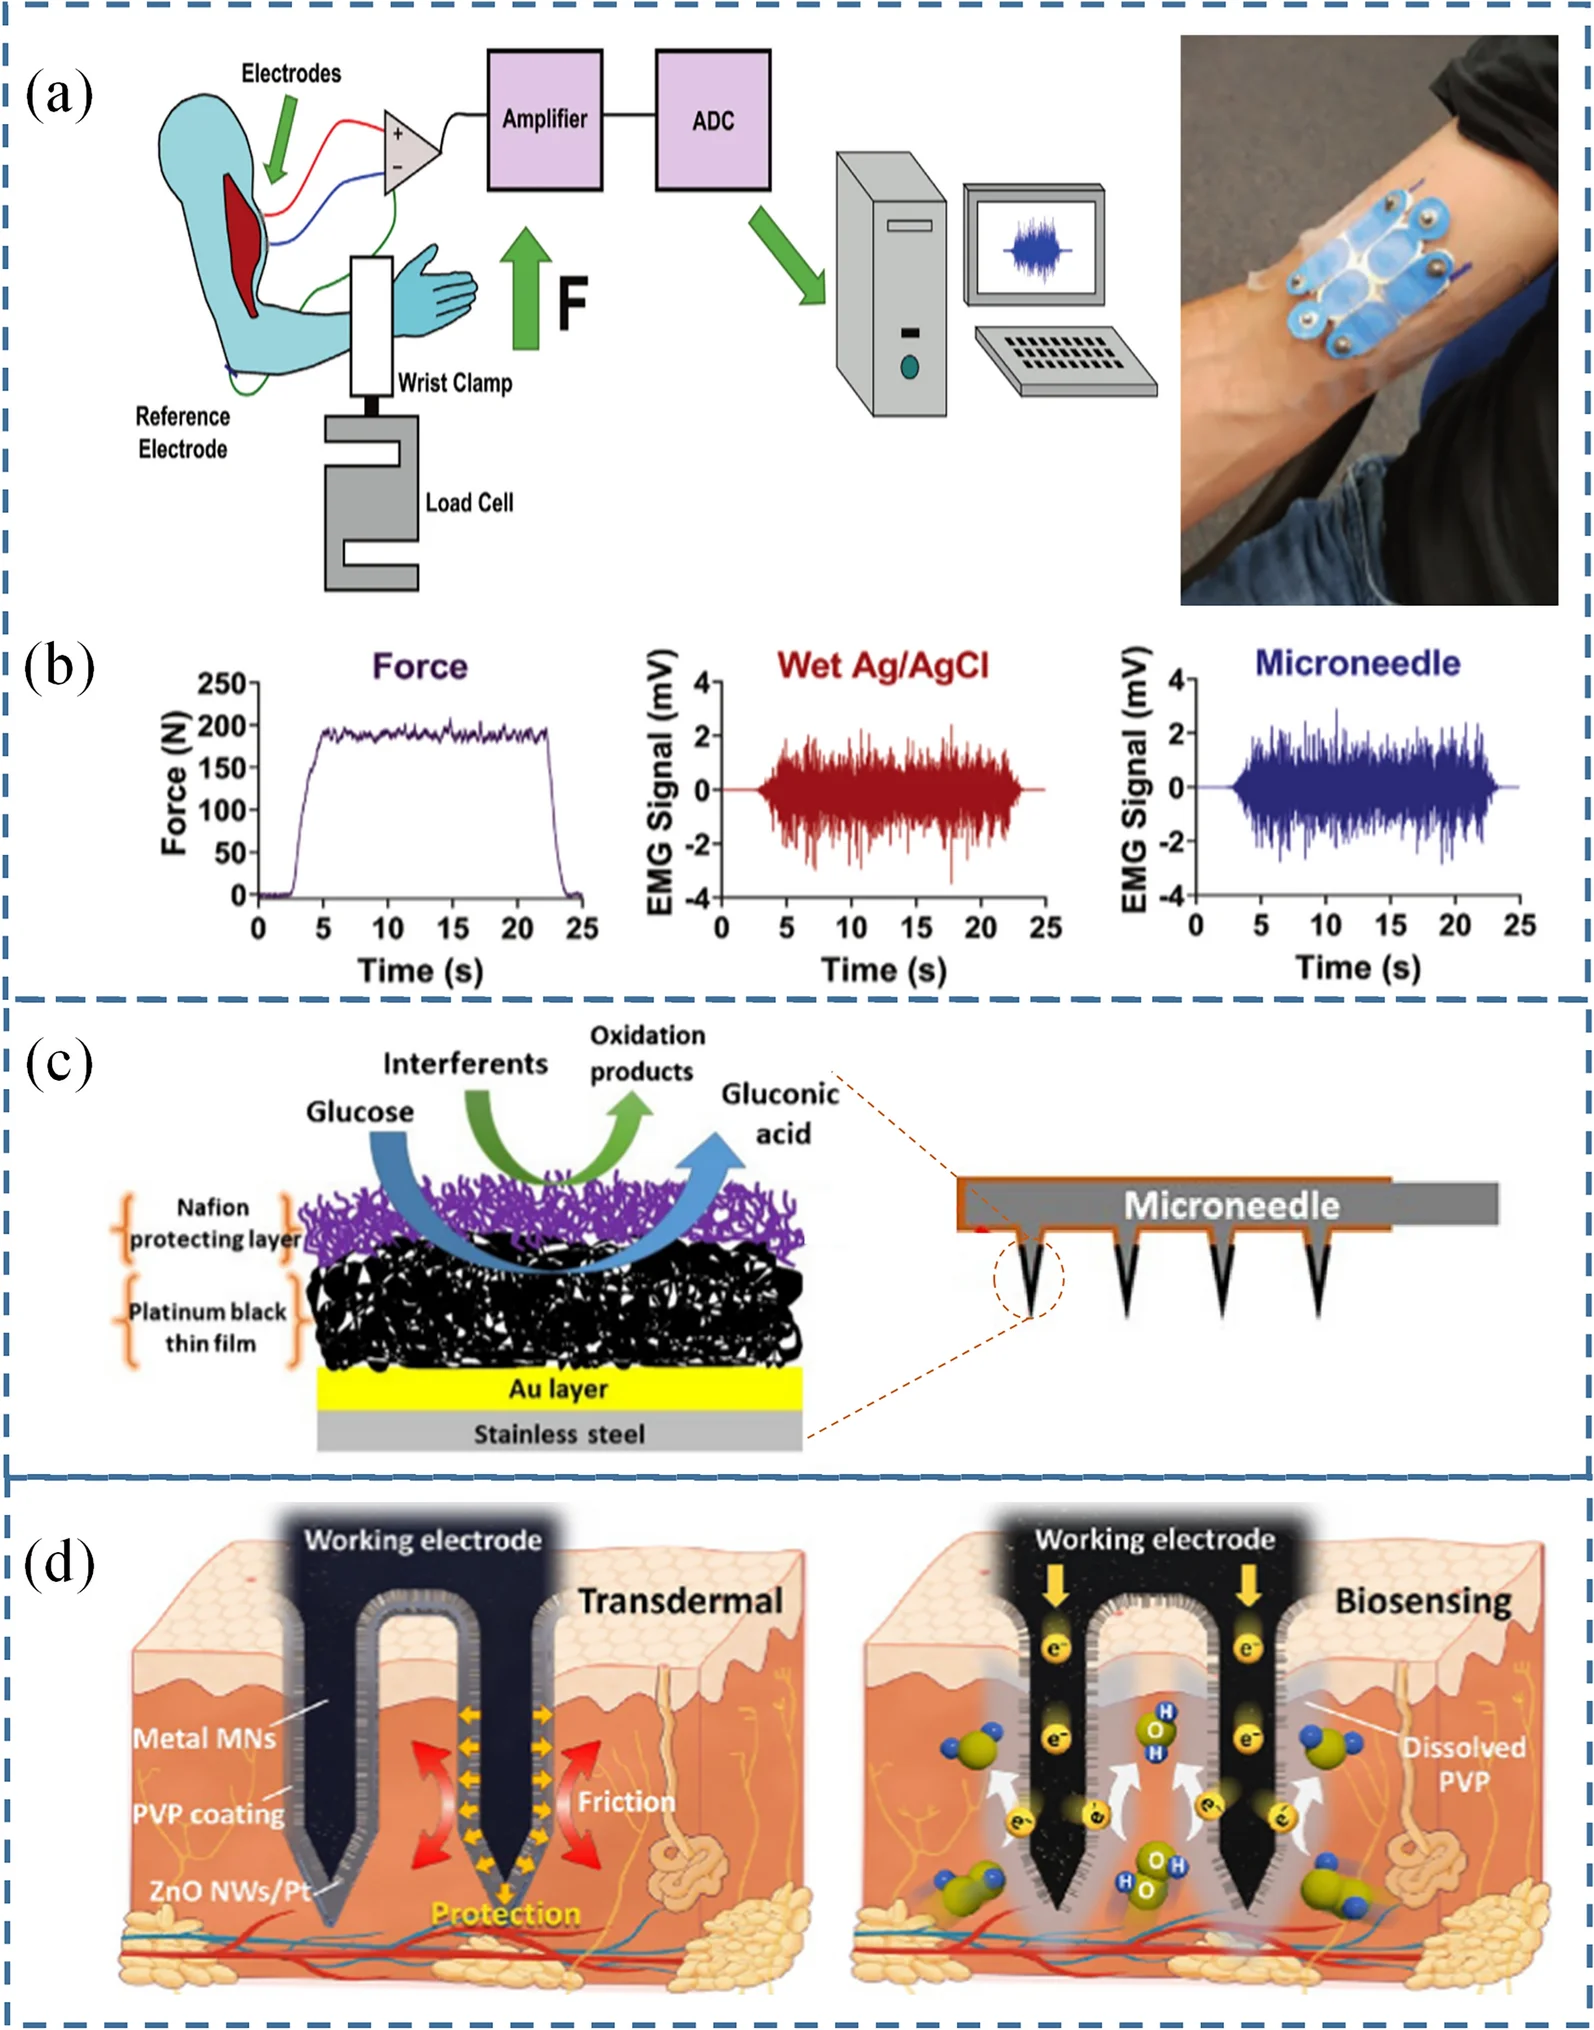 (a)
Electrodes
+
−
Amplifier
ADC
F
Wrist Clamp
Reference
Electrode
Load Cell
(b)
Force
Force (N)
250
200
150
100
50
0
0 5 10 15 20 25
Time (s)
Wet Ag/AgCl
EMG Signal (mV)
4
2
0
-2
-4
0 5 10 15 20 25
Time (s)
Microneedle
EMG Signal (mV)
4
2
0
-2
-4
0 5 10 15 20 25
Time (s)
(c)
Interferents
Oxidation
products
Glucose
Gluconic
acid
Nafion
protecting layer
Platinum black
thin film
Au layer
Stainless steel
Microneedle
(d)
Working electrode
Transdermal
Metal MNs
PVP coating
ZnO NWs/Pt
Friction
Protection
Working electrode
Biosensing
e⁻
e⁻
e⁻
e⁻
H
O
H
Dissolved
PVP
e⁻
e⁻
e⁻
e⁻
O
H
H
O